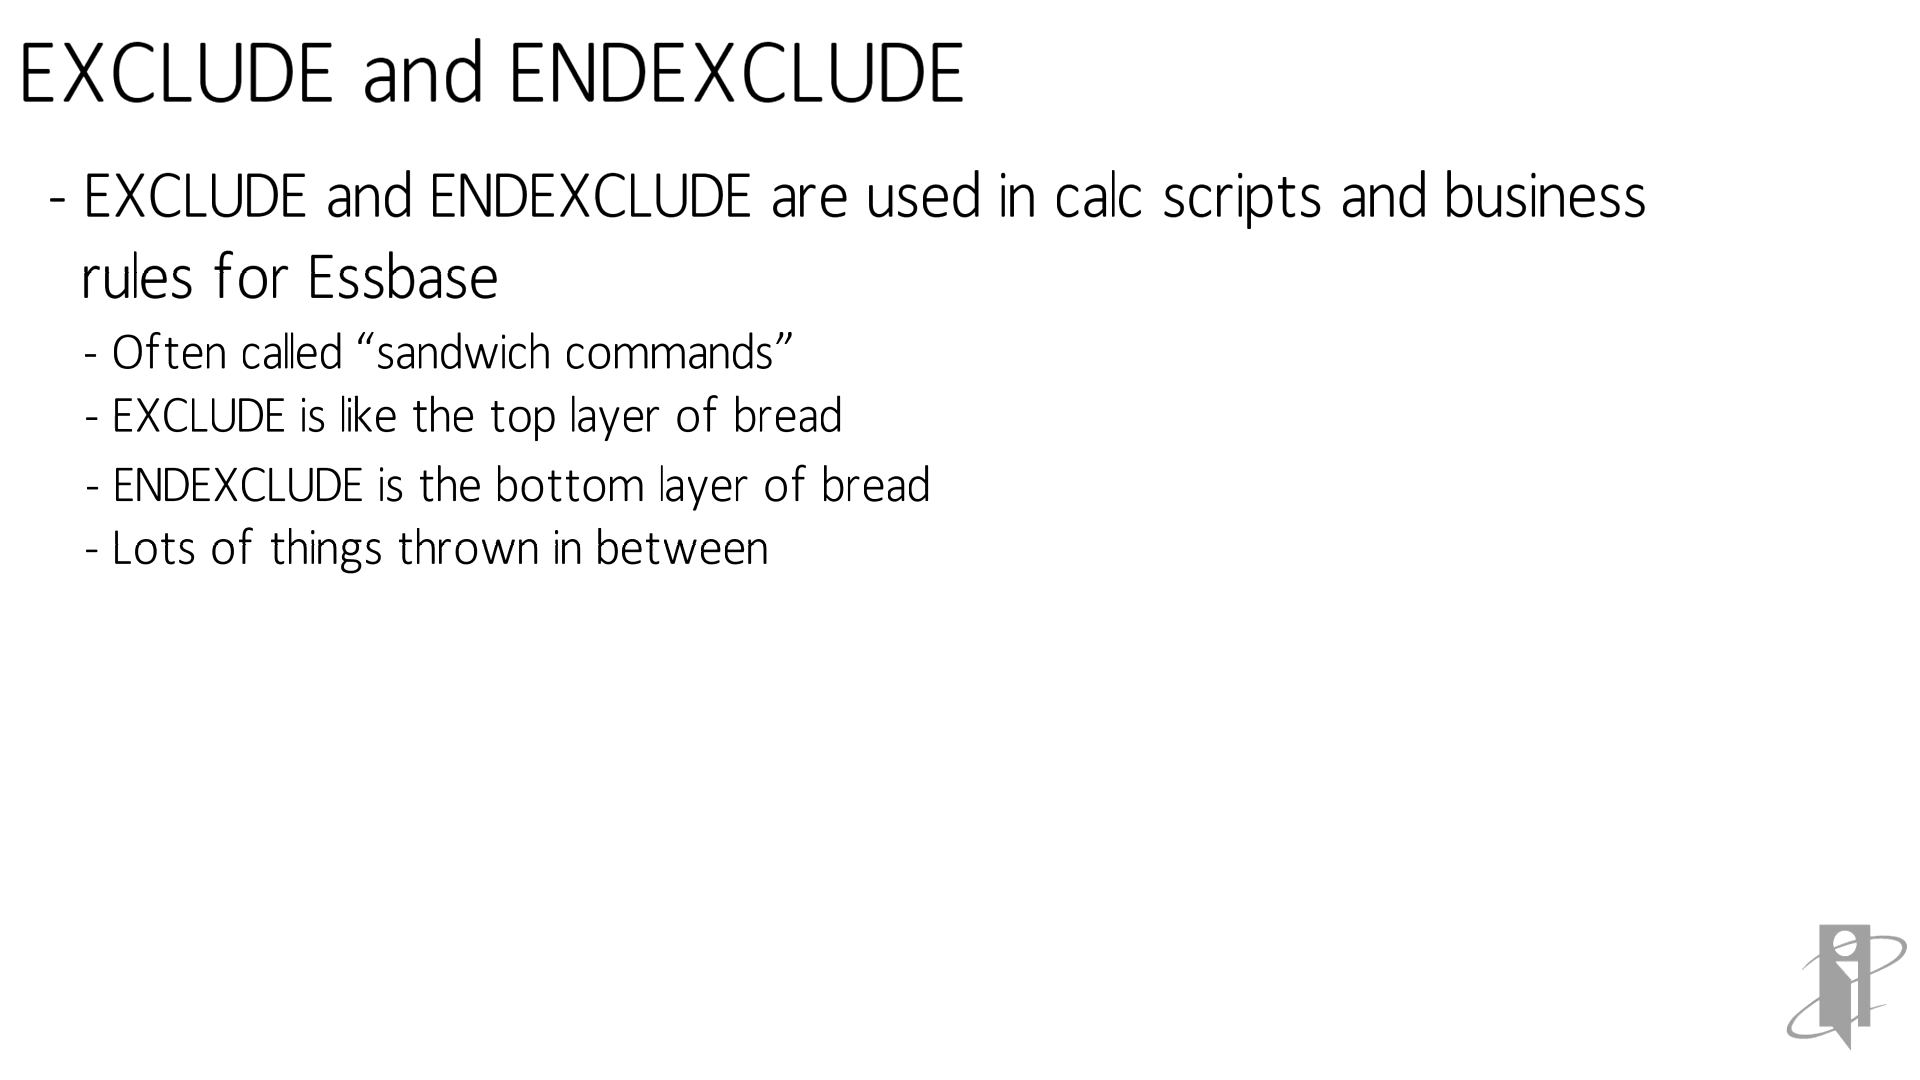 EXCLUDE and ENDEXCLUDE
- EXCLUDE and ENDEXCLUDE are used in calc scripts and business
rules for Essbase
- Often called “sandwich commands”
- EXCLUDE is like the top layer of bread
- ENDEXCLUDE is the bottom layer of bread
- Lots of things thrown in between